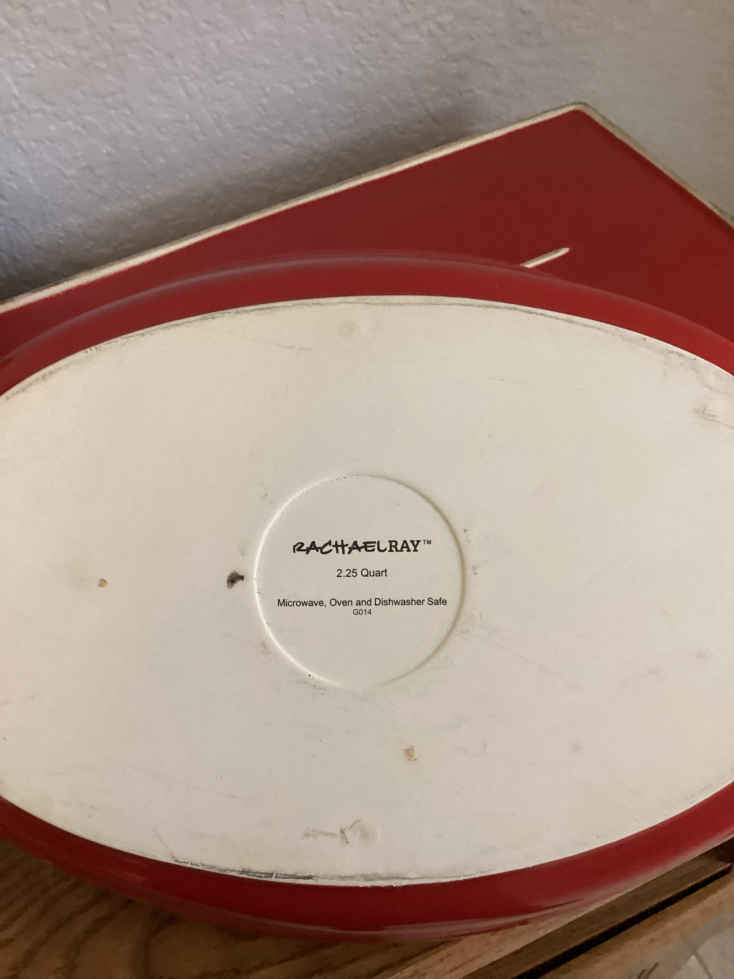 RACHAELRAY™
2.25 Quart
Microwave, Oven and Dishwasher Safe
G014